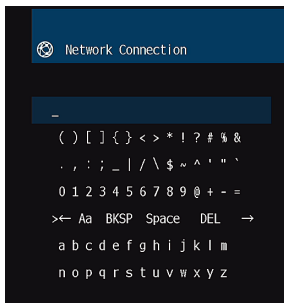 Network Connection
_
( ) [ ] { } < > * ! ? # % &
. , : ; _ | / \ $ ~ ^ ' " `
0 1 2 3 4 5 6 7 8 9 @ + - =
>← Aa BKSP Space DEL →
a b c d e f g h i j k l m
n o p q r s t u v w x y z